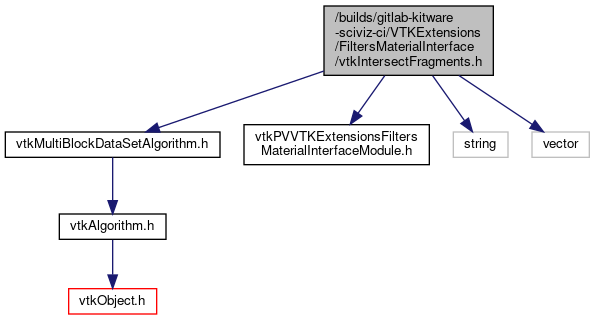 /builds/gitlab-kitware
-sciviz-ci/VTKExtensions
/FiltersMaterialInterface
/vtkIntersectFragments.h
vtkMultiBlockDataSetAlgorithm.h
vtkPVVTKExtensionsFilters
MaterialInterfaceModule.h
string
vector
vtkAlgorithm.h
vtkObject.h